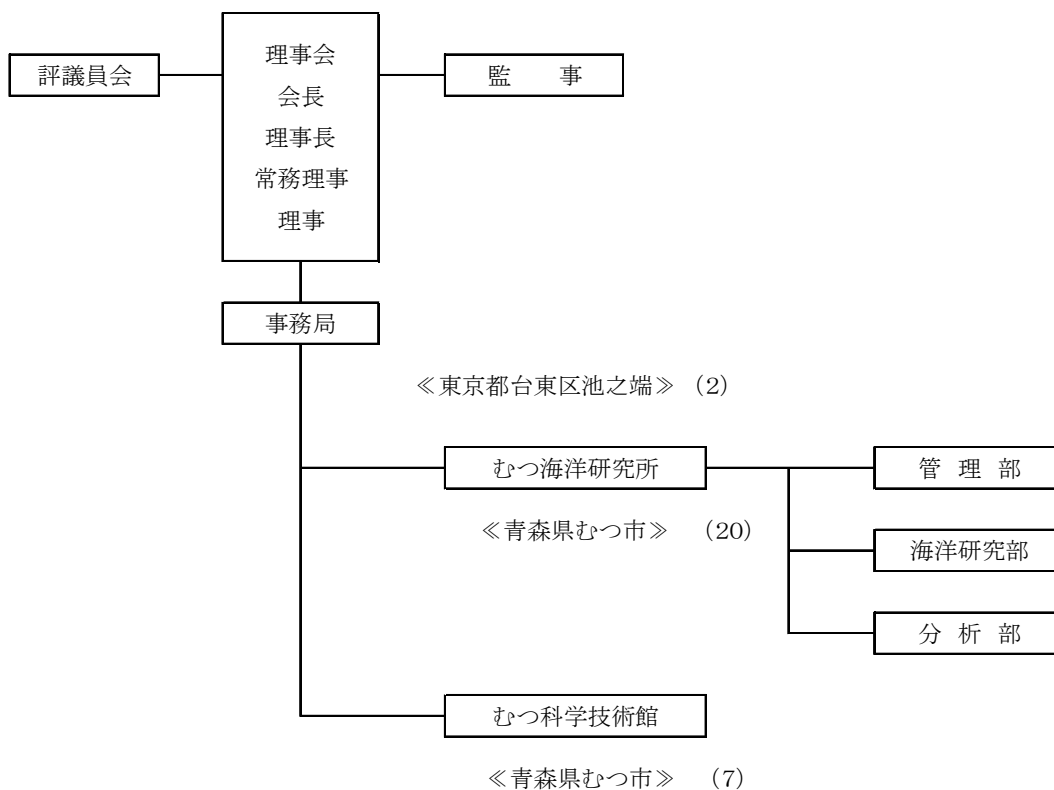 評議員会
理事会
会長
理事長
常務理事
理事
監　　事
事務局
≪東京都台東区池之端≫（2）
むつ海洋研究所
≪青森県むつ市≫　（20）
管　理　部
海洋研究部
分　析　部
むつ科学技術館
≪青森県むつ市≫　（7）